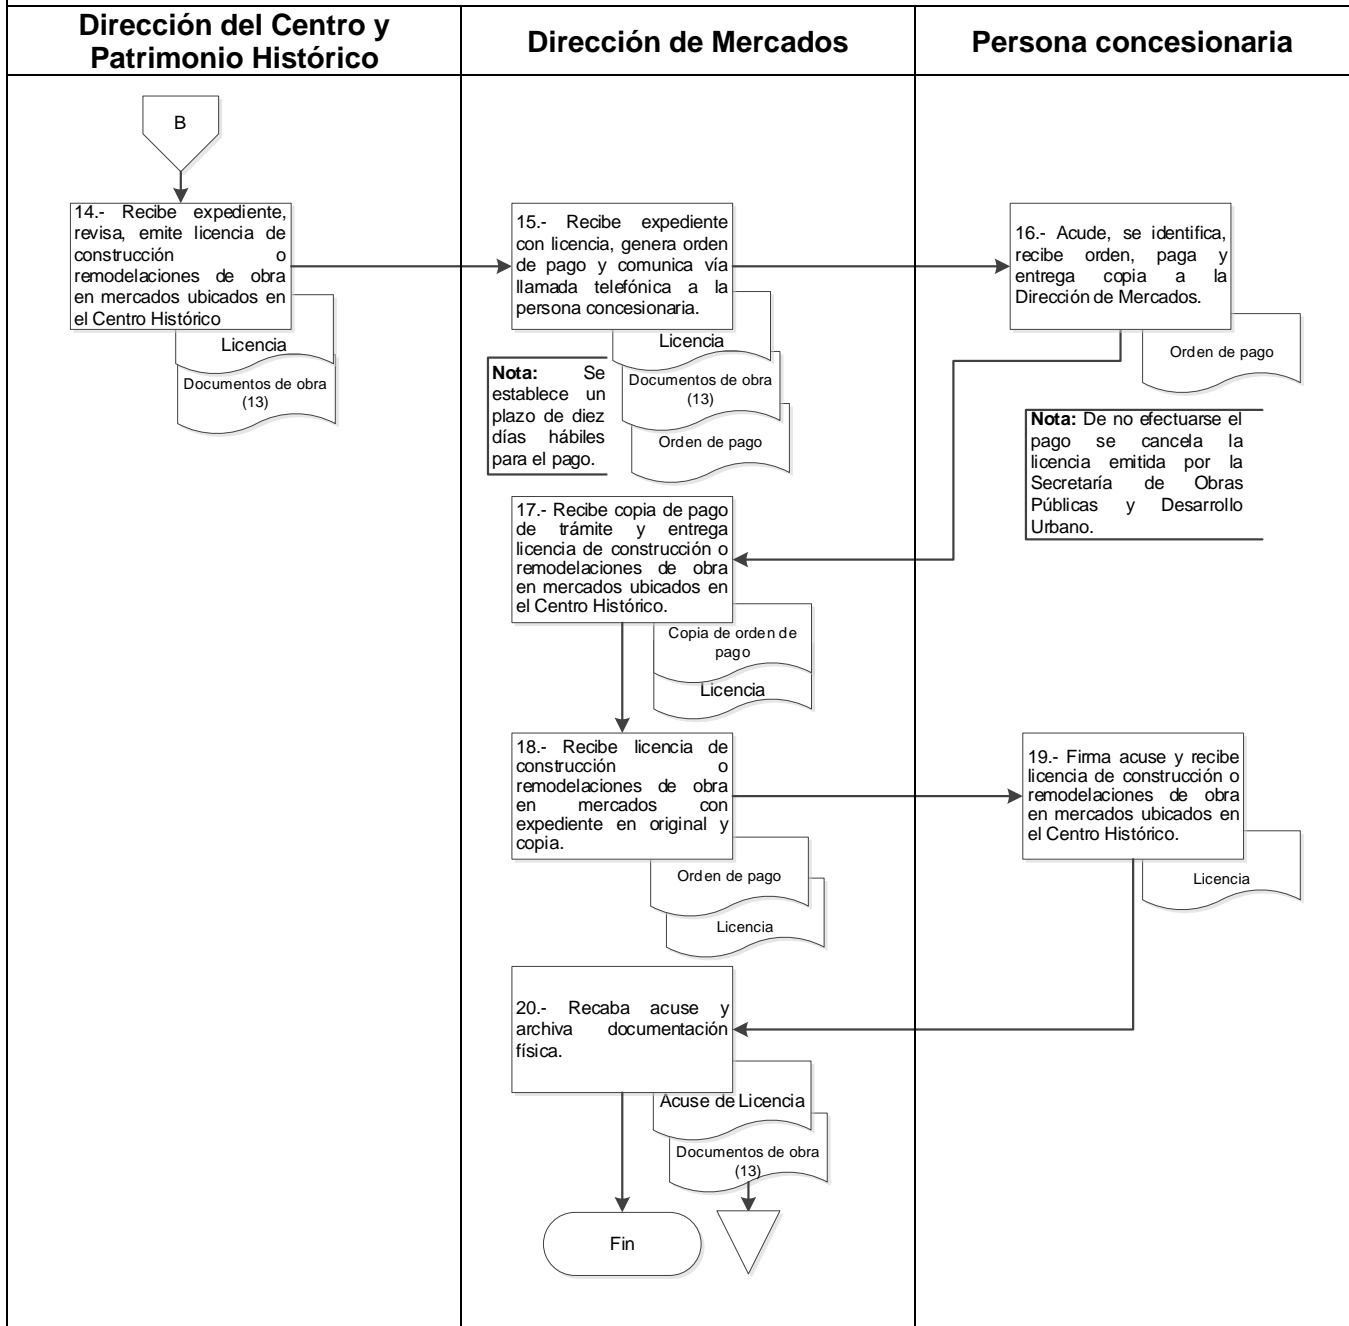 Dirección del Centro y
Patrimonio Histórico
Dirección de Mercados
Persona concesionaria
B
14.- Recibe expediente,
revisa, emite licencia de
construcción o
remodelaciones de obra
en mercados ubicados en
el Centro Histórico
Licencia
Documentos de obra
(13)
15.- Recibe expediente
con licencia, genera orden
de pago y comunica vía
llamada telefónica a la
persona concesionaria.
Licencia
Documentos de obra
(13)
Orden de pago
Nota: Se
establece un
plazo de diez
días hábiles
para el pago.
16.- Acude, se identifica,
recibe orden, paga y
entrega copia a la
Dirección de Mercados.
Orden de pago
Nota: De no efectuarse el
pago se cancela la
licencia emitida por la
Secretaría de Obras
Públicas y Desarrollo
Urbano.
17.- Recibe copia de pago
de trámite y entrega
licencia de construcción o
remodelaciones de obra
en mercados ubicados en
el Centro Histórico.
Copia de orden de
pago
Licencia
18.- Recibe licencia de
construcción o
remodelaciones de obra
en mercados con
expediente en original y
copia.
Orden de pago
Licencia
19.- Firma acuse y recibe
licencia de construcción o
remodelaciones de obra
en mercados ubicados en
el Centro Histórico.
Licencia
20.- Recaba acuse y
archiva documentación
física.
Acuse de Licencia
Documentos de obra
(13)
Fin